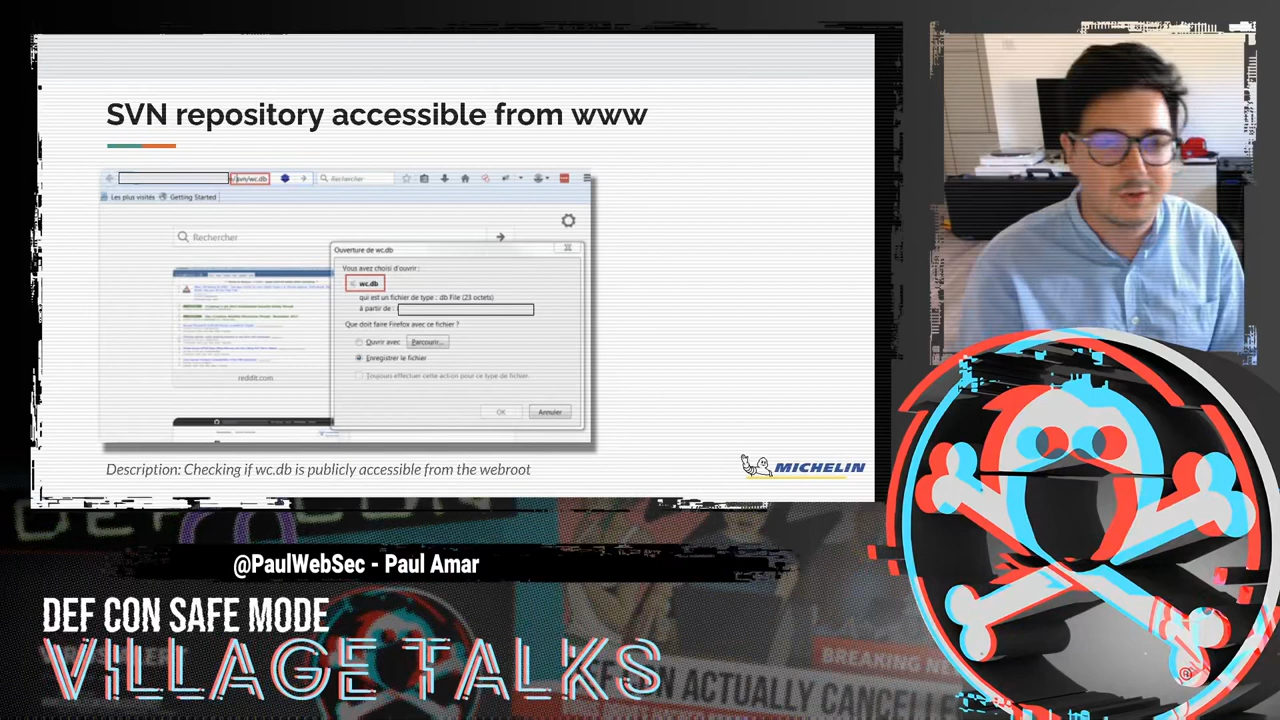 SVN repository accessible from www
/.svn/wc.db
Rechercher
Les plus visités
Getting Started
Rechercher
Ouverture de wc.db
Vous avez choisi d'ouvrir :
wc.db
qui est un fichier de type : db File (23 octets)
à partir de :
Que doit faire Firefox avec ce fichier ?
Ouvrir avec
Parcourir...
Enregistrer le fichier
Toujours effectuer cette action pour ce type de fichier.
reddit.com
OK
Annuler
Description: Checking if wc.db is publicly accessible from the webroot
MICHELIN
@PaulWebSec - Paul Amar
DEF CON SAFE MODE
VILLAGE TALKS
BREAKING
ACTUALLY